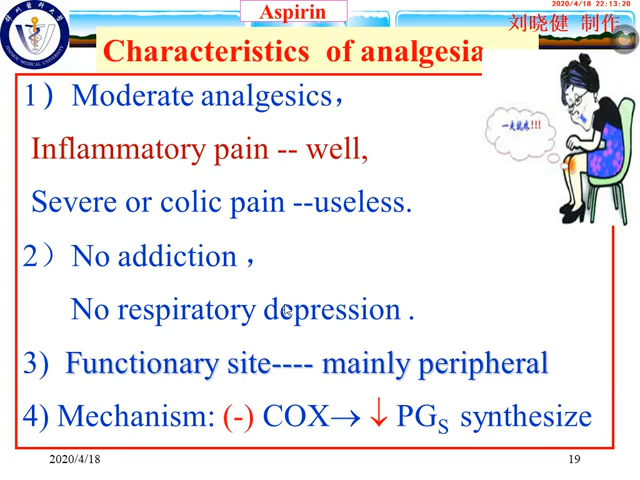 Aspirin
2020/4/18 22:13:20
刘晓健 制作
Characteristics of analgesia
1）Moderate analgesics，
Inflammatory pain -- well,
Severe or colic pain --useless.
2）No addiction ，
No respiratory depression .
3) Functionary site---- mainly peripheral
4) Mechanism: (-) COX→ ↓ PGS synthesize
2020/4/18
19